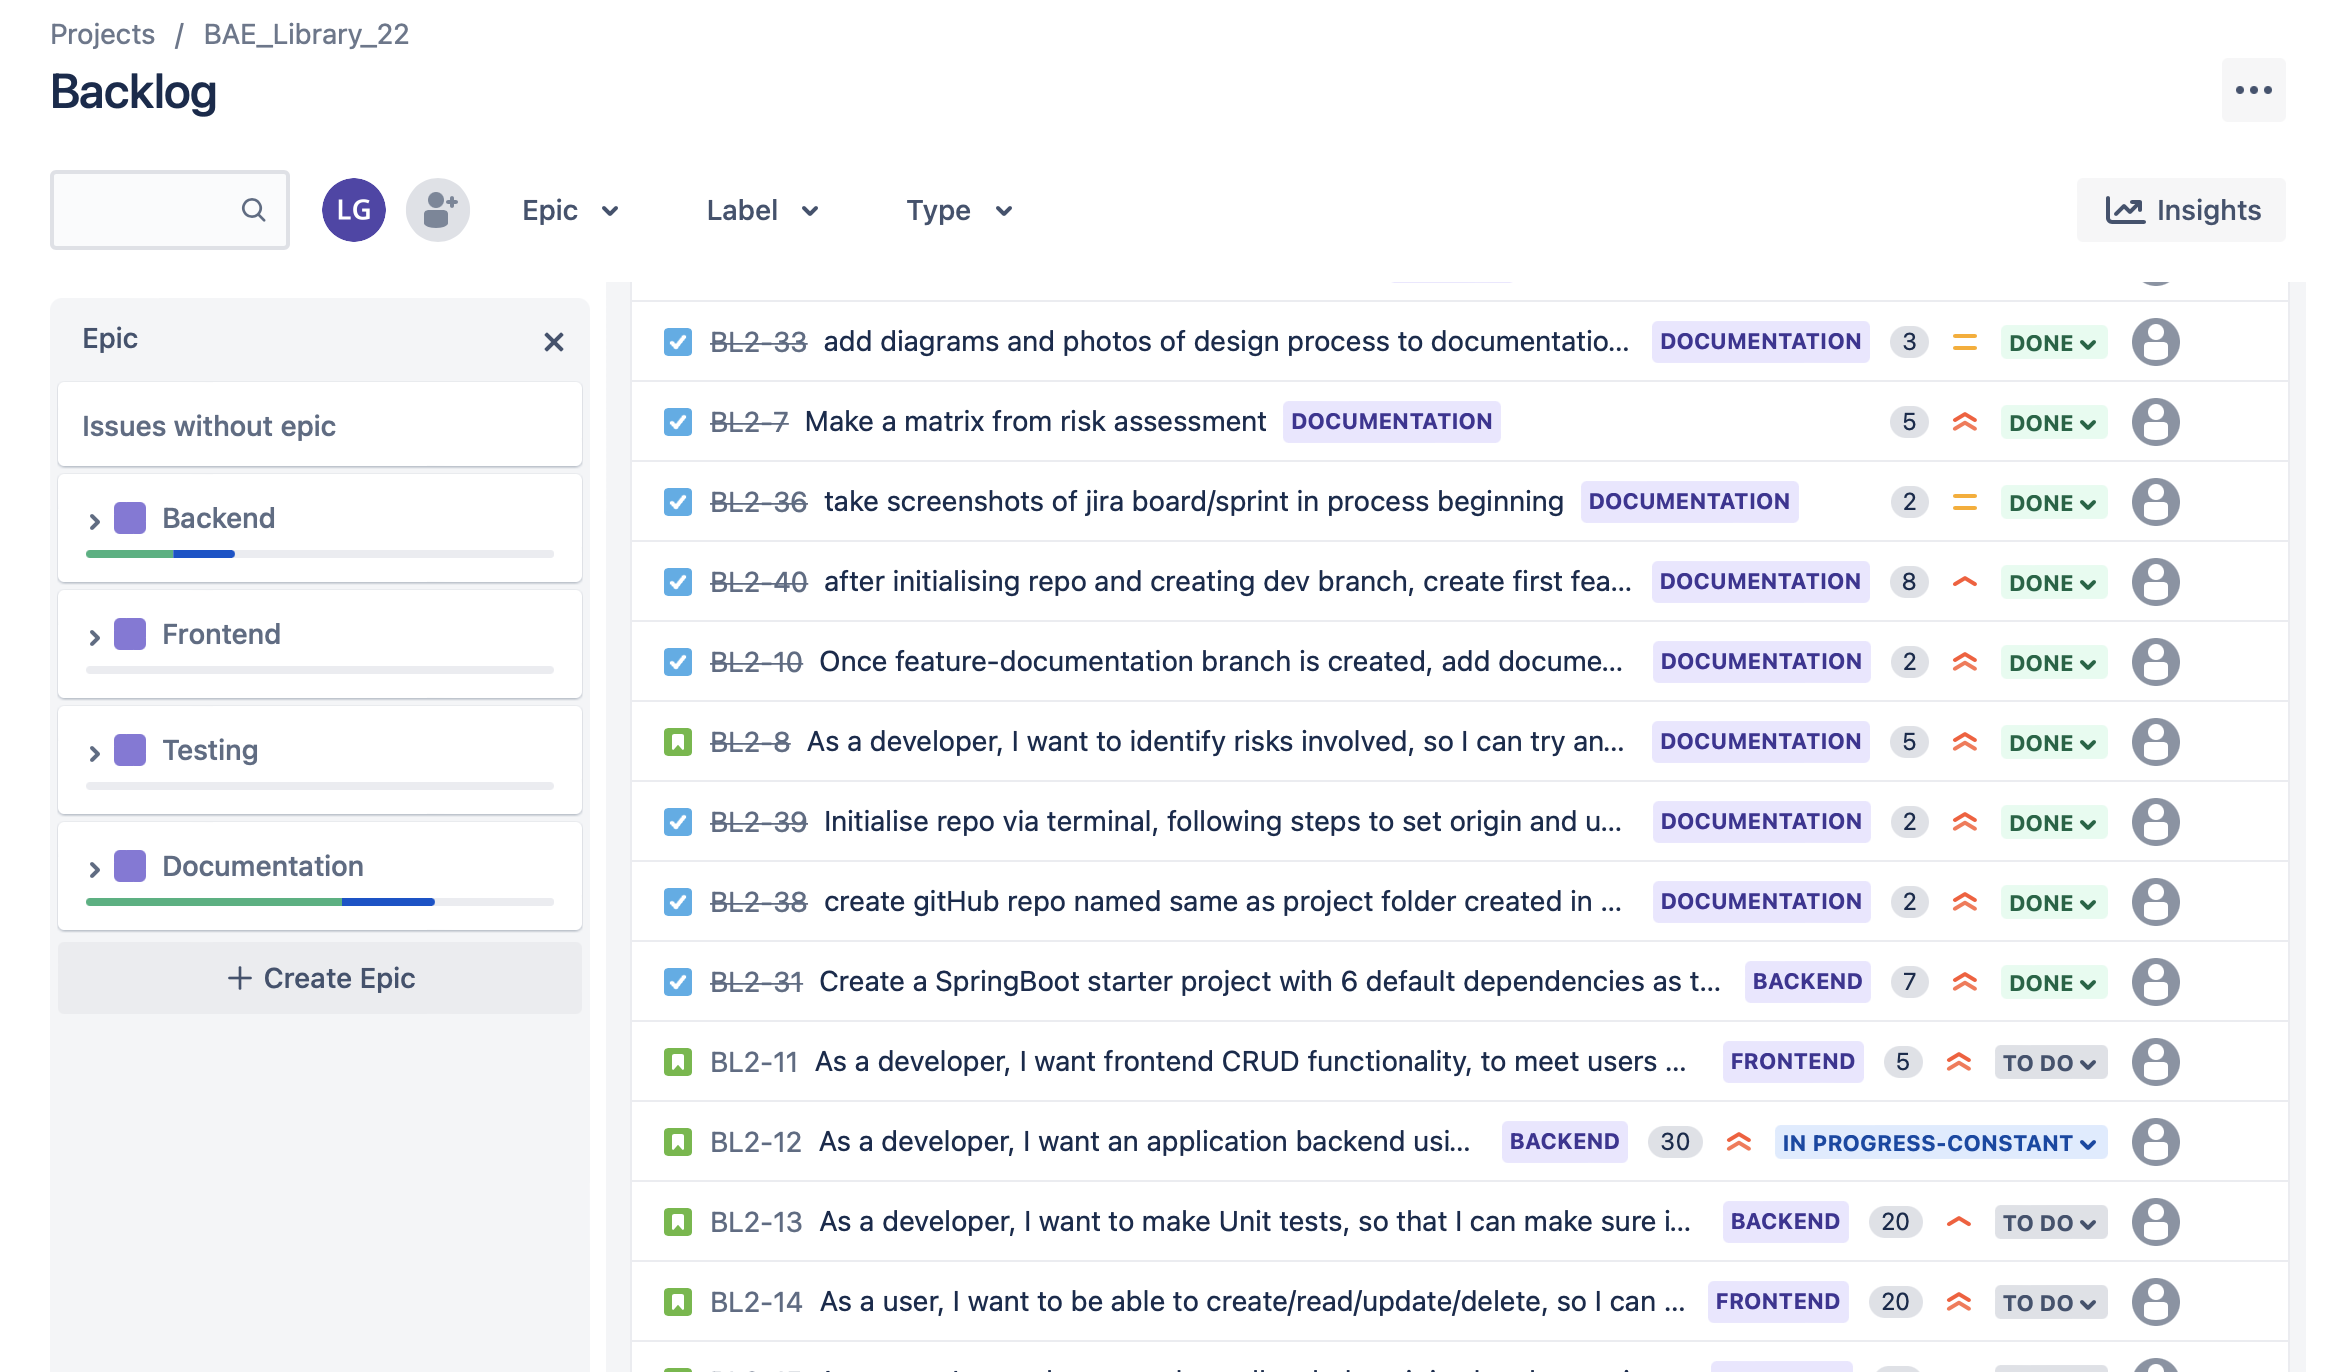 Projects / BAE_Library_22
Backlog
LG Epic Label Type Insights
Epic
Issues without epic
Backend
Frontend
Testing
Documentation
+ Create Epic
BL2-33 add diagrams and photos of design process to documentatio... DOCUMENTATION 3 DONE
BL2-7 Make a matrix from risk assessment DOCUMENTATION 5 DONE
BL2-36 take screenshots of jira board/sprint in process beginning DOCUMENTATION 2 DONE
BL2-40 after initialising repo and creating dev branch, create first fea... DOCUMENTATION 8 DONE
BL2-10 Once feature-documentation branch is created, add docume... DOCUMENTATION 2 DONE
BL2-8 As a developer, I want to identify risks involved, so I can try an... DOCUMENTATION 5 DONE
BL2-39 Initialise repo via terminal, following steps to set origin and u... DOCUMENTATION 2 DONE
BL2-38 create gitHub repo named same as project folder created in ... DOCUMENTATION 2 DONE
BL2-31 Create a SpringBoot starter project with 6 default dependencies as t... BACKEND 7 DONE
BL2-11 As a developer, I want frontend CRUD functionality, to meet users ... FRONTEND 5 TO DO
BL2-12 As a developer, I want an application backend usi... BACKEND 30 IN PROGRESS-CONSTANT
BL2-13 As a developer, I want to make Unit tests, so that I can make sure i... BACKEND 20 TO DO
BL2-14 As a user, I want to be able to create/read/update/delete, so I can ... FRONTEND 20 TO DO